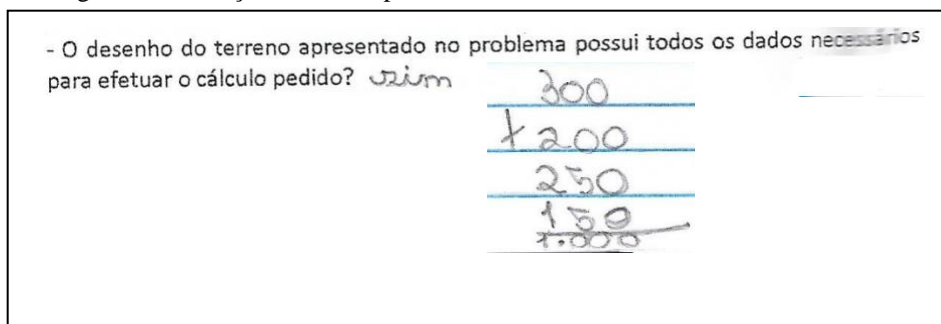 - O desenho do terreno apresentado no problema possui todos os dados necessários
para efetuar o cálculo pedido? sim
300
+ 200
250
150
1.000